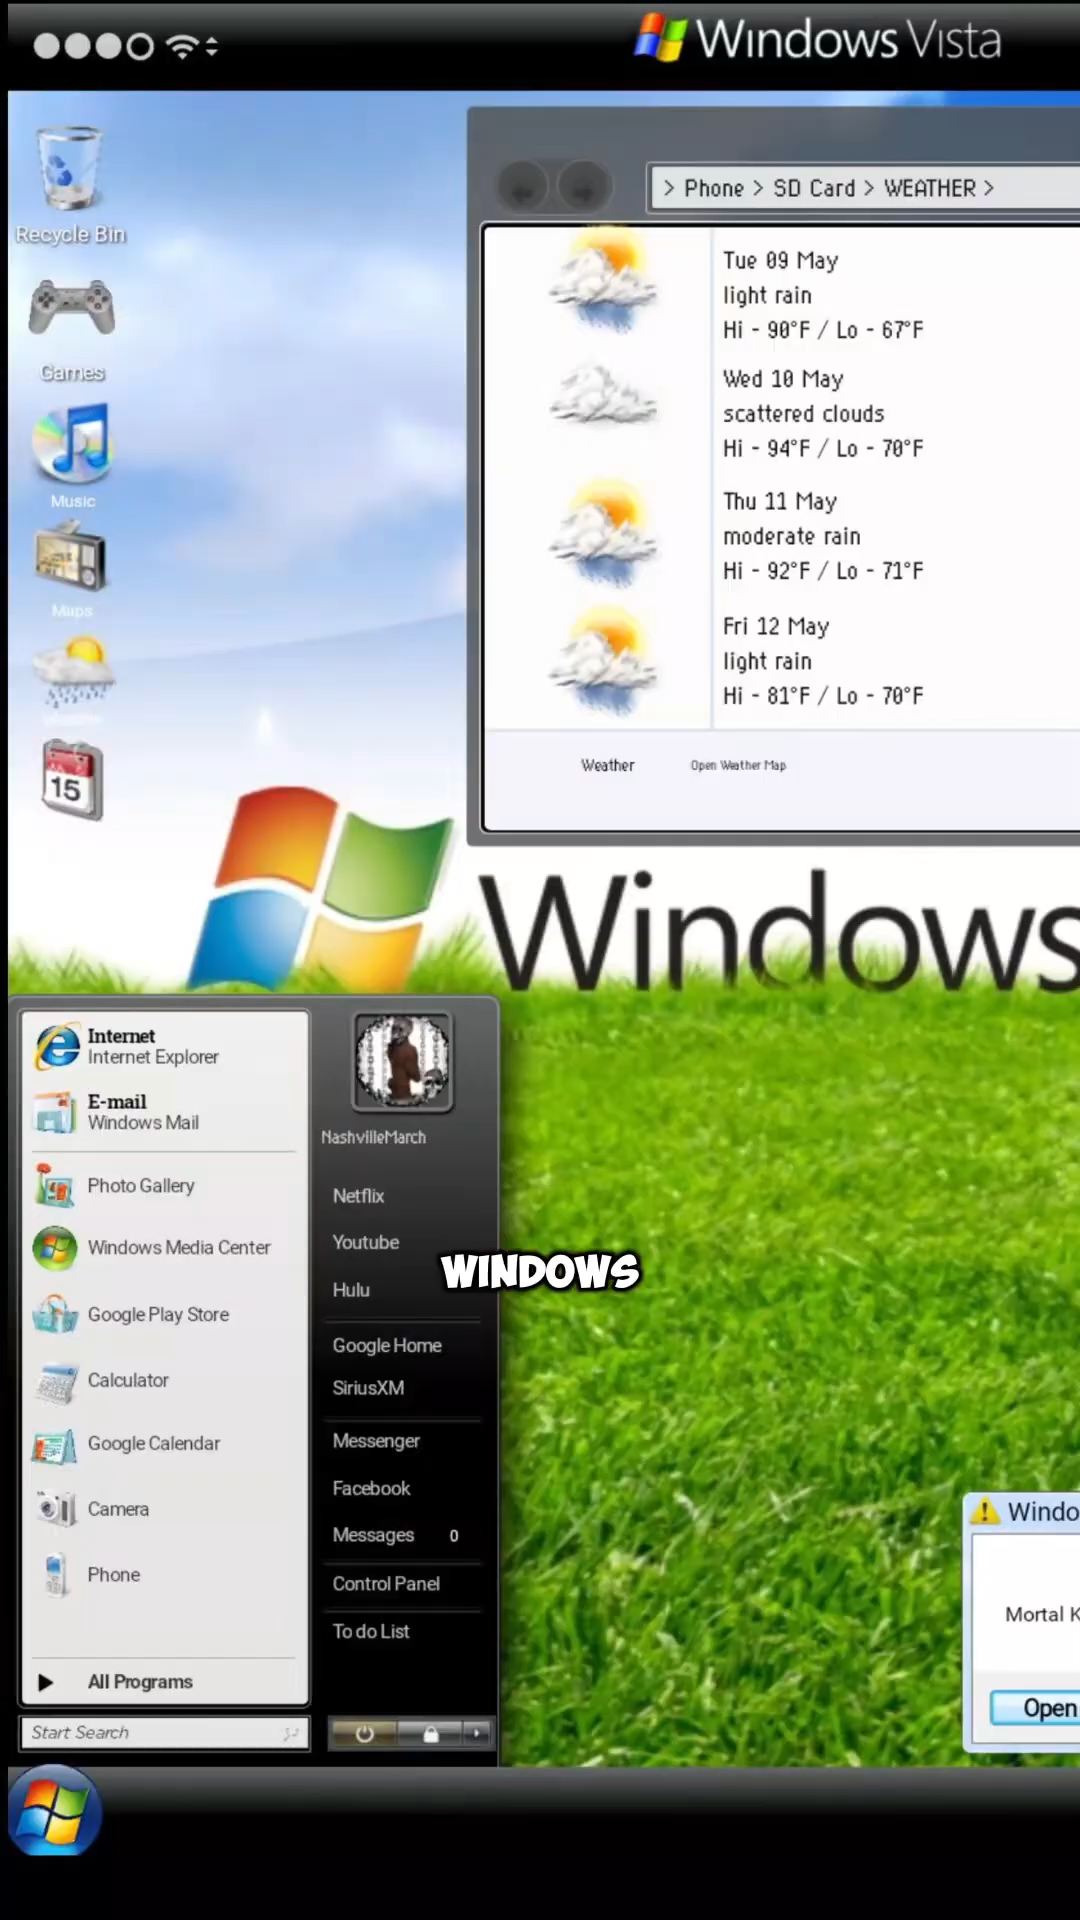 Windows Vista
> Phone > SD Card > WEATHER >
Recycle Bin
Games
Music
Maps
15
Tue 09 May
light rain
Hi - 90°F / Lo - 67°F
Wed 10 May
scattered clouds
Hi - 94°F / Lo - 70°F
Thu 11 May
moderate rain
Hi - 92°F / Lo - 71°F
Fri 12 May
light rain
Hi - 81°F / Lo - 70°F
Weather
Open Weather Map
Windows
Internet
Internet Explorer
E-mail
Windows Mail
Photo Gallery
Windows Media Center
Google Play Store
Calculator
Google Calendar
Camera
Phone
All Programs
Start Search
NashvilleMarch
Netflix
Youtube
Hulu
Google Home
SiriusXM
Messenger
Facebook
Messages 0
Control Panel
To do List
WINDOWS
Windo
Mortal K
Open